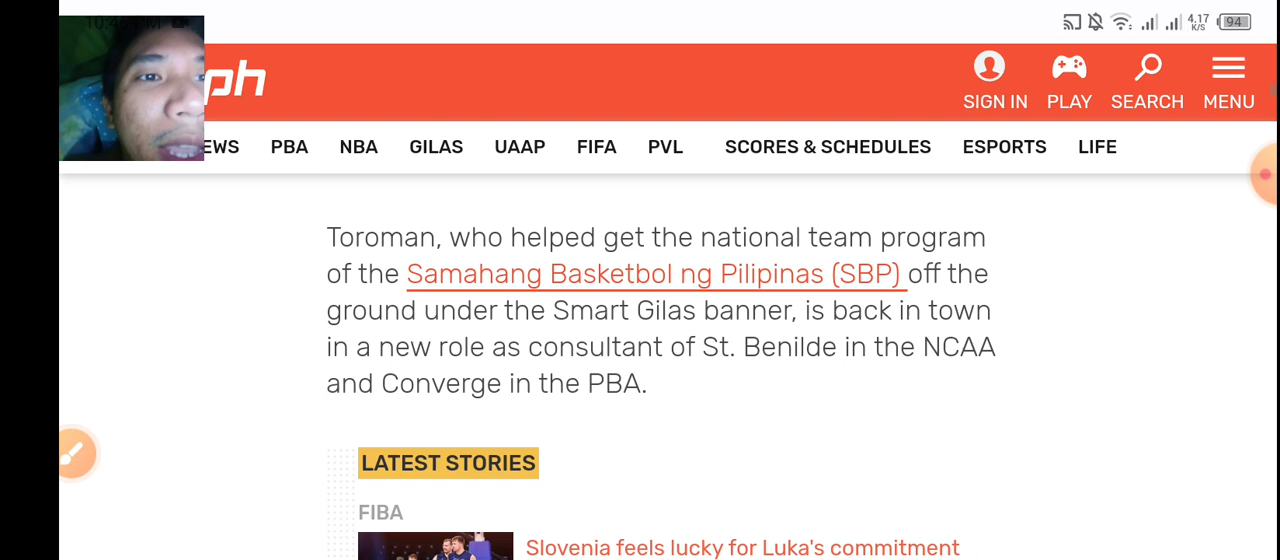 4.17
K/S
94
ph
SIGN IN PLAY SEARCH MENU
EWS PBA NBA GILAS UAAP FIFA PVL SCORES & SCHEDULES ESPORTS LIFE
Toroman, who helped get the national team program
of the Samahang Basketbol ng Pilipinas (SBP) off the
ground under the Smart Gilas banner, is back in town
in a new role as consultant of St. Benilde in the NCAA
and Converge in the PBA.
LATEST STORIES
FIBA
Slovenia feels lucky for Luka's commitment